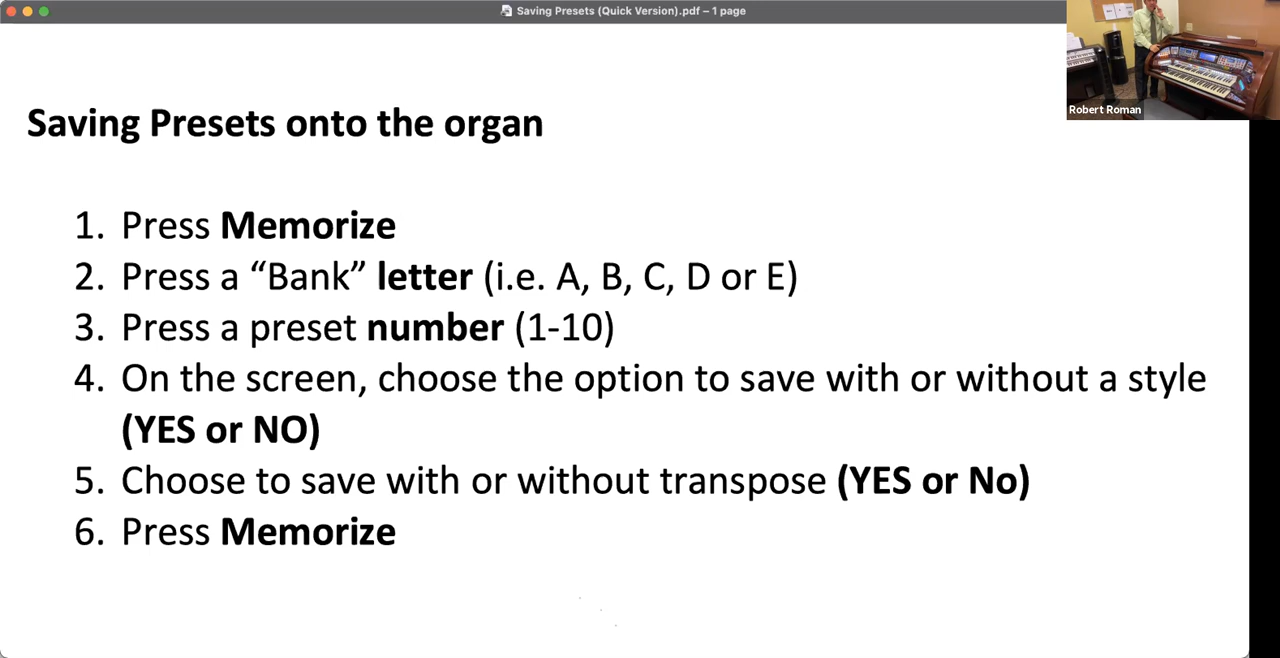 Saving Presets (Quick Version).pdf – 1 page
Robert Roman
Saving Presets onto the organ
1. Press Memorize
2. Press a “Bank” letter (i.e. A, B, C, D or E)
3. Press a preset number (1-10)
4. On the screen, choose the option to save with or without a style
(YES or NO)
5. Choose to save with or without transpose (YES or No)
6. Press Memorize